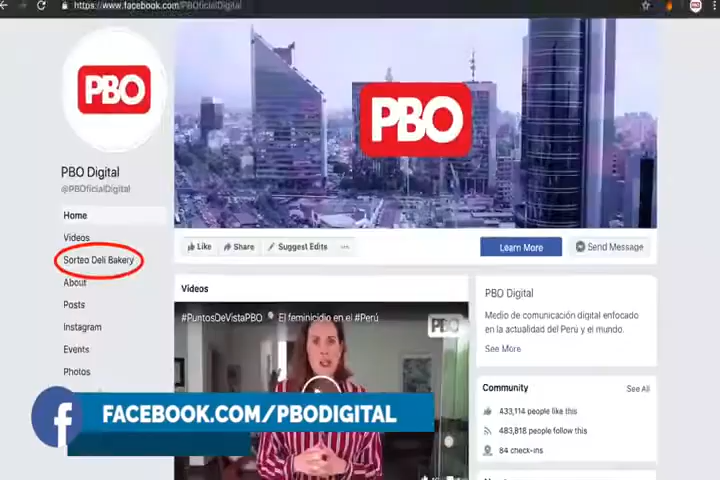 https://www.facebook.com/PBOficialDigital
PBO
PBO
PBO Digital
@PBOficialDigital
Home
Videos
Sorteo Deli Bakery
About
Posts
Instagram
Events
Photos
Like
Share
Suggest Edits
...
Learn More
Send Message
Videos
#PuntosDeVistaPBO El feminicidio en el #Perú
PBO
PBO Digital
Medio de comunicación digital enfocado
en la actualidad del Perú y el mundo.
See More
Community
See All
433,114 people like this
483,818 people follow this
84 check-ins
FACEBOOK.COM/PBODIGITAL